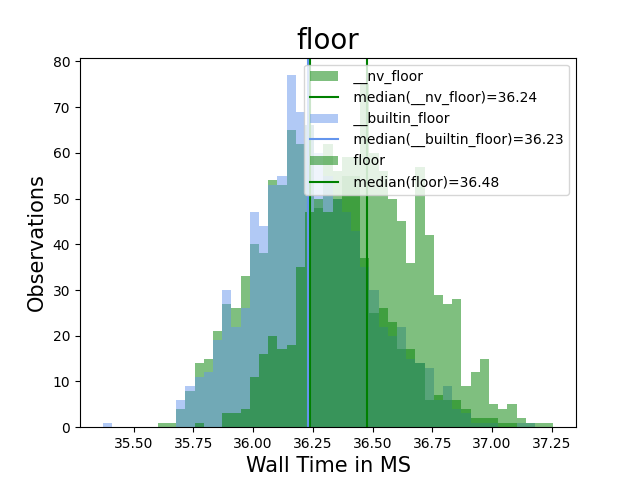 floor
Observations
80
70
60
50
40
30
20
10
0
__nv_floor
median(__nv_floor)=36.24
__builtin_floor
median(__builtin_floor)=36.23
floor
median(floor)=36.48
35.50 35.75 36.00 36.25 36.50 36.75 37.00 37.25
Wall Time in MS